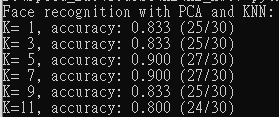 Face recognition with PCA and KNN:
K= 1, accuracy: 0.833 (25/30)
K= 3, accuracy: 0.833 (25/30)
K= 5, accuracy: 0.900 (27/30)
K= 7, accuracy: 0.900 (27/30)
K= 9, accuracy: 0.833 (25/30)
K=11, accuracy: 0.800 (24/30)